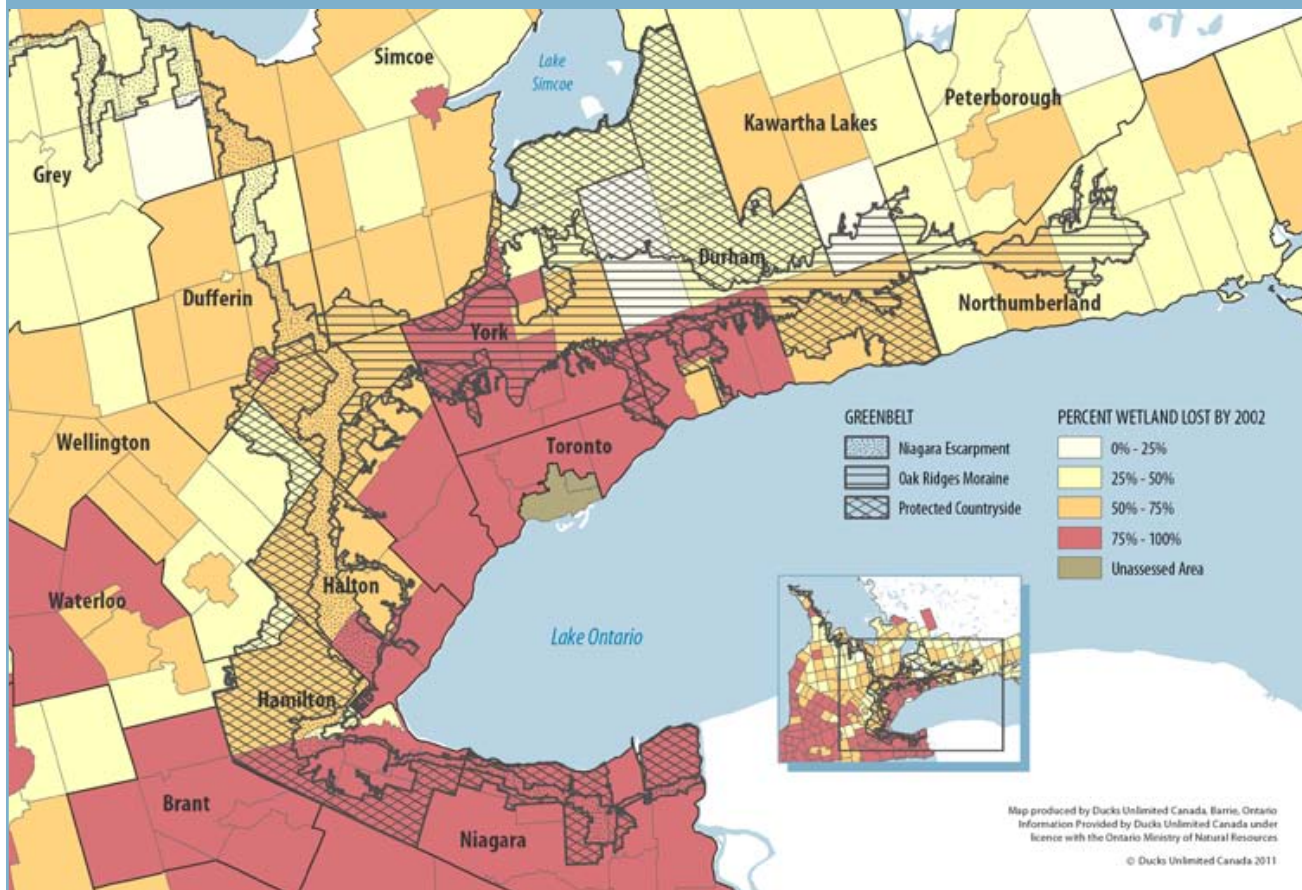 Simcoe
Lake
Simcoe
Kawartha Lakes
Peterborough
Grey
Durham
Dufferin
York
Northumberland
Wellington
Toronto
Waterloo
Halton
Lake Ontario
Hamilton
Brant
Niagara
GREENBELT
Niagara Escarpment
Oak Ridges Moraine
Protected Countryside
PERCENT WETLAND LOST BY 2002
0% - 25%
25% - 50%
50% - 75%
75% - 100%
Unassessed Area
Map produced by Ducks Unlimited Canada, Barrie, Ontario
Information Provided by Ducks Unlimited Canada under
licence with the Ontario Ministry of Natural Resources
© Ducks Unlimited Canada 2011